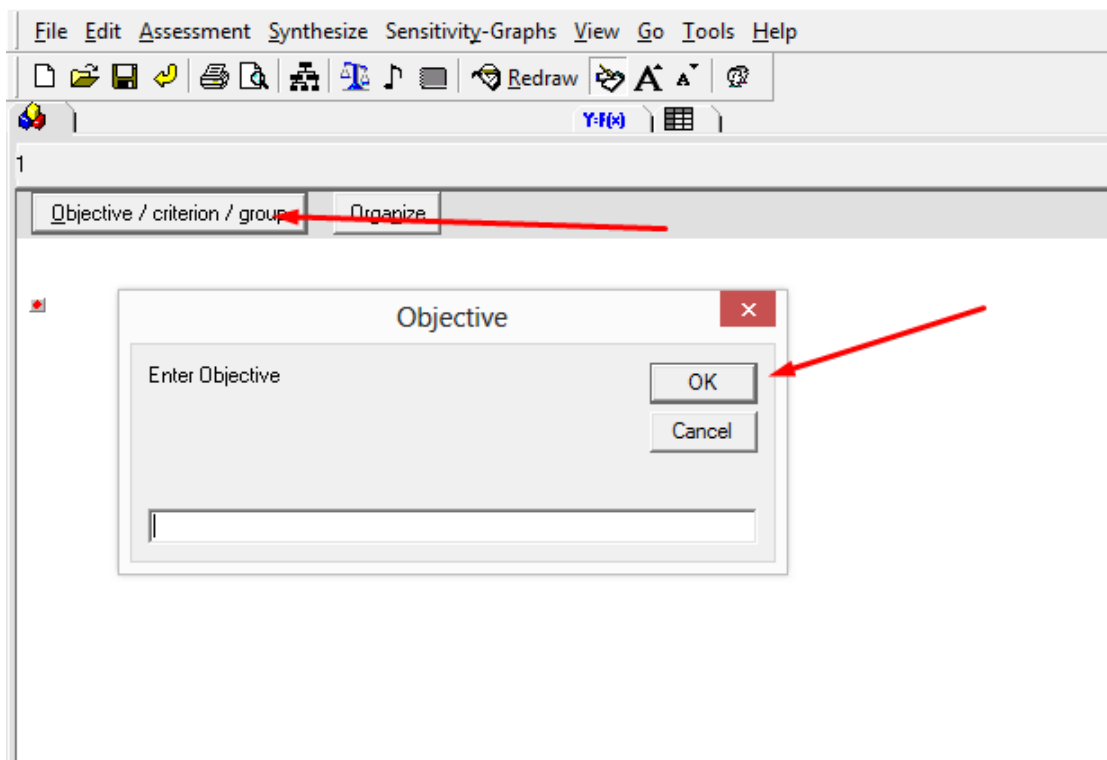 File Edit Assessment Synthesize Sensitivity-Graphs View Go Tools Help
Redraw A A
Y=F(x)
1
Objective / criterion / group Organize
Objective
Enter Objective
OK
Cancel